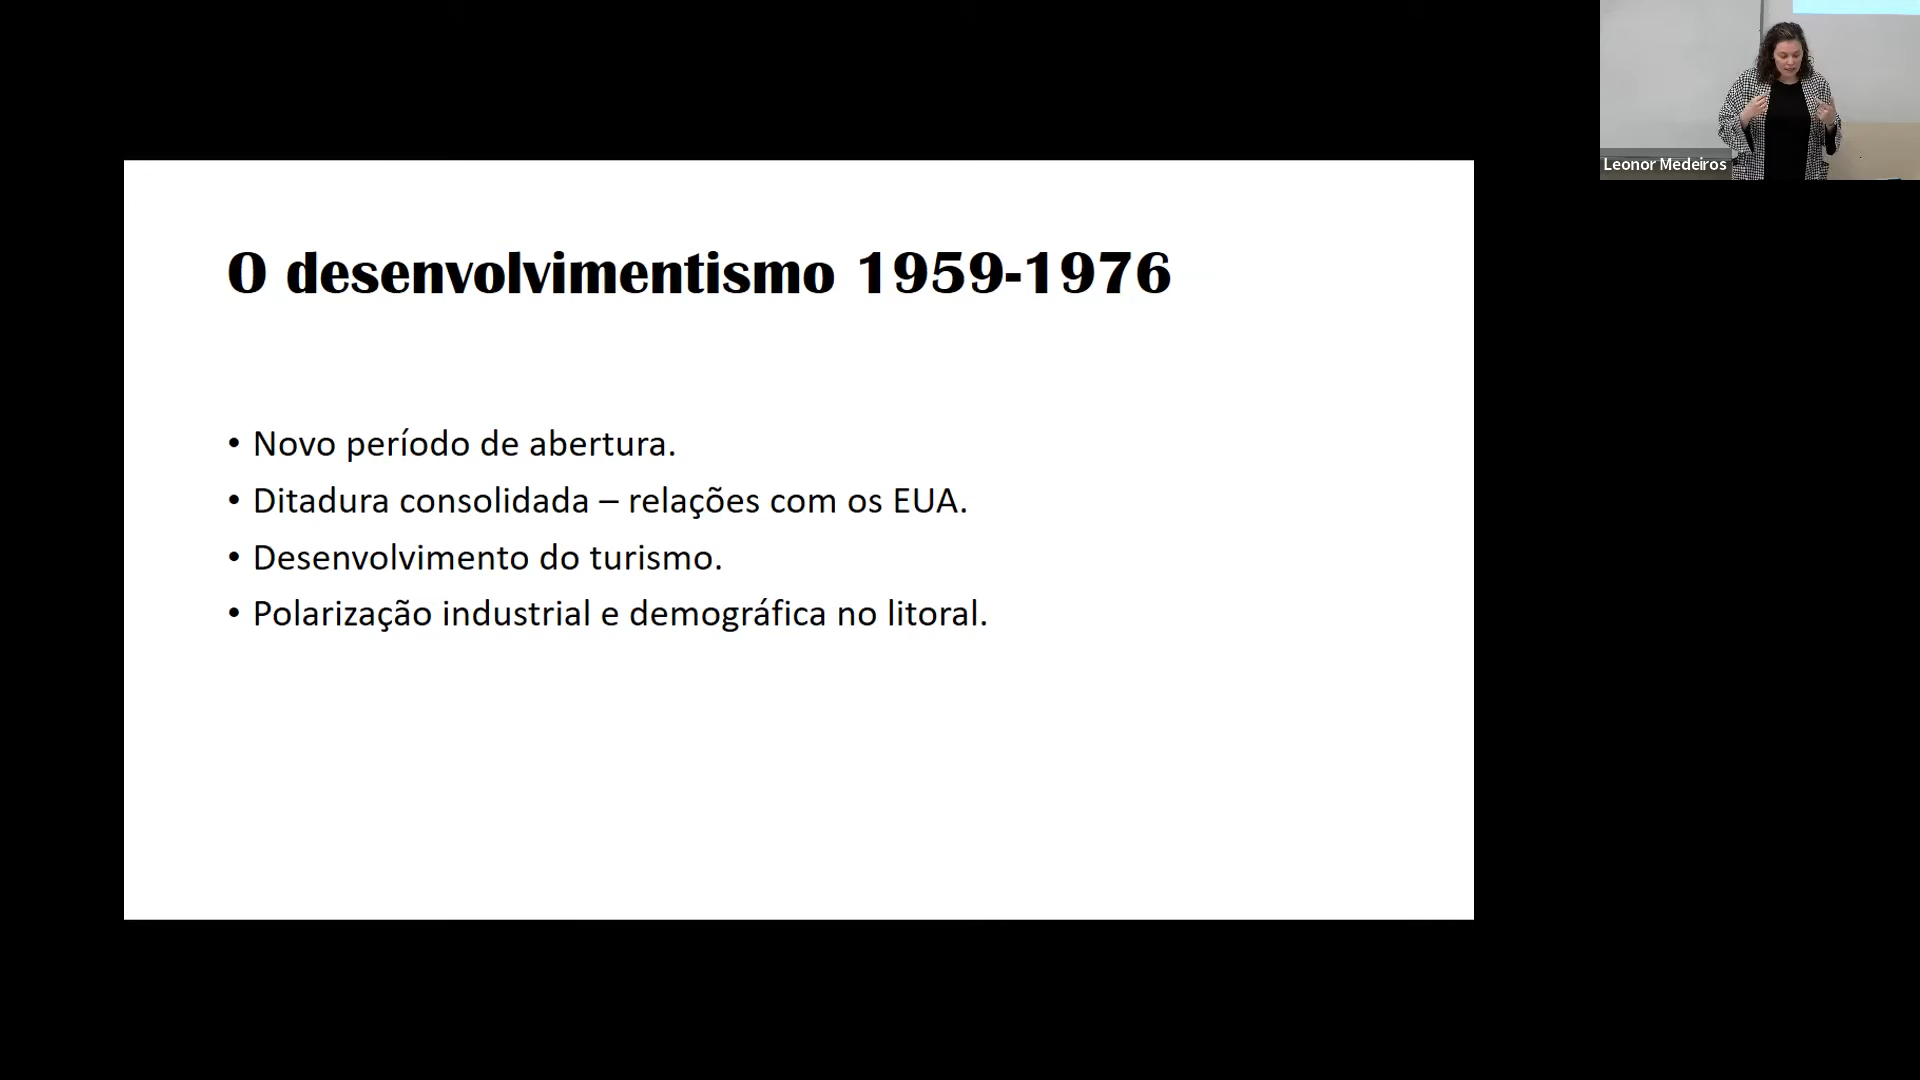 Leonor Medeiros
O desenvolvimentismo 1959-1976
• Novo período de abertura.
• Ditadura consolidada – relações com os EUA.
• Desenvolvimento do turismo.
• Polarização industrial e demográfica no litoral.